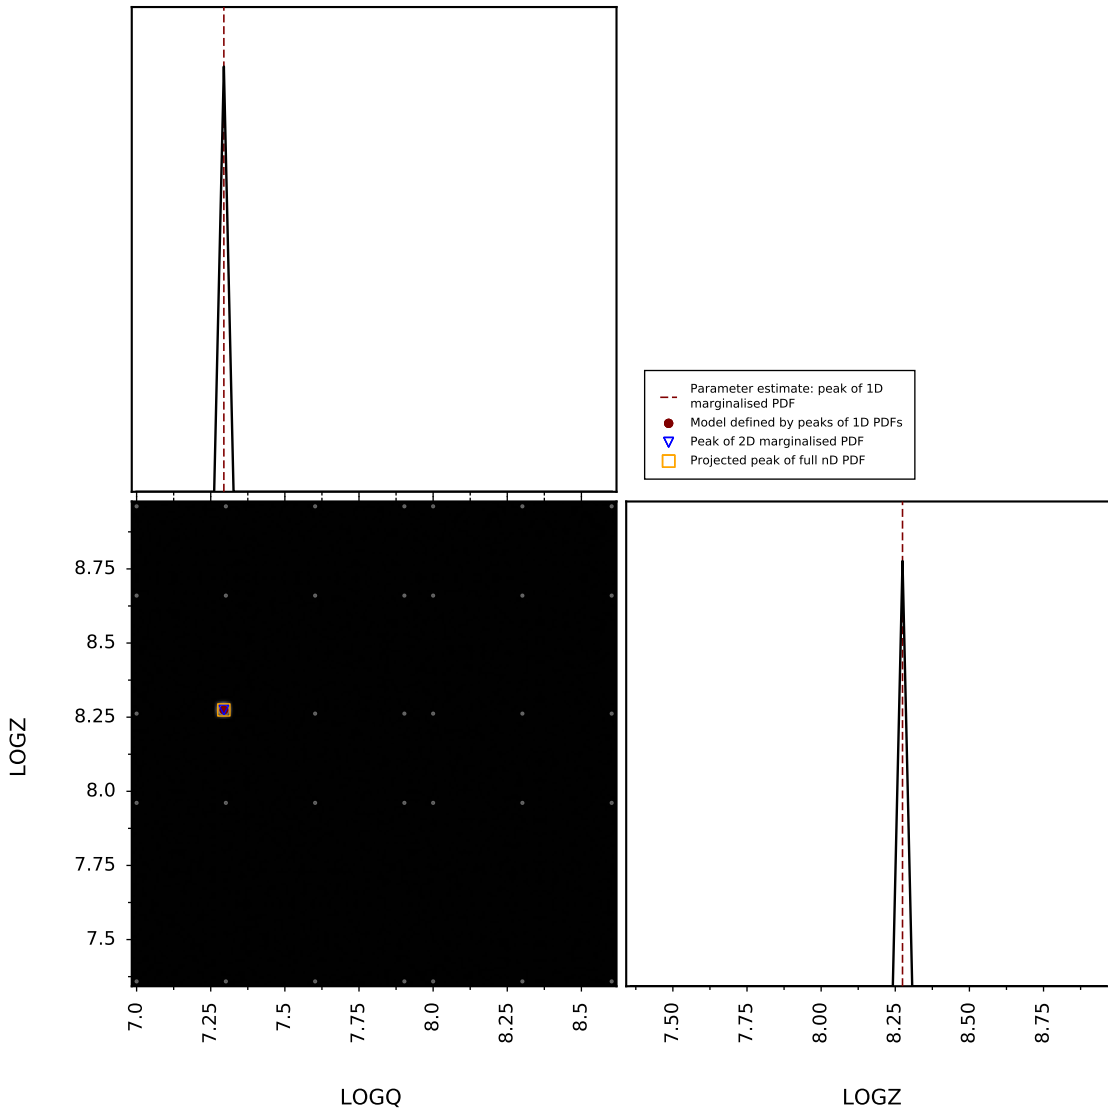 Parameter estimate: peak of 1D
marginalised PDF
Model defined by peaks of 1D PDFs
Peak of 2D marginalised PDF
Projected peak of full nD PDF
LOGZ
8.75
8.5
8.25
8.0
7.75
7.5
7.0
7.25
7.5
7.75
8.0
8.25
8.5
LOGQ
7.50
7.75
8.00
8.25
8.50
8.75
LOGZ